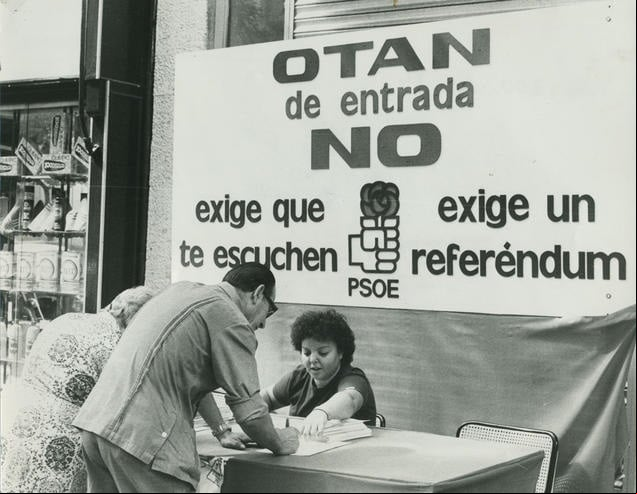 OTAN
de entrada
NO
exige que
te escuchen
PSOE
exige un
referéndum